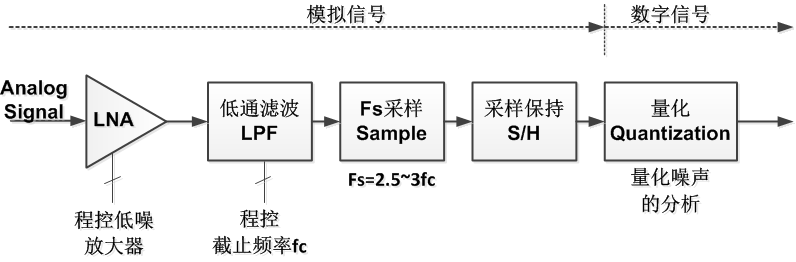 模拟信号
数字信号
Analog
Signal
LNA
低通滤波
LPF
Fs采样
Sample
采样保持
S/H
量化
Quantization
Fs=2.5~3fc
程控低噪
放大器
程控
截止频率fc
量化噪声
的分析